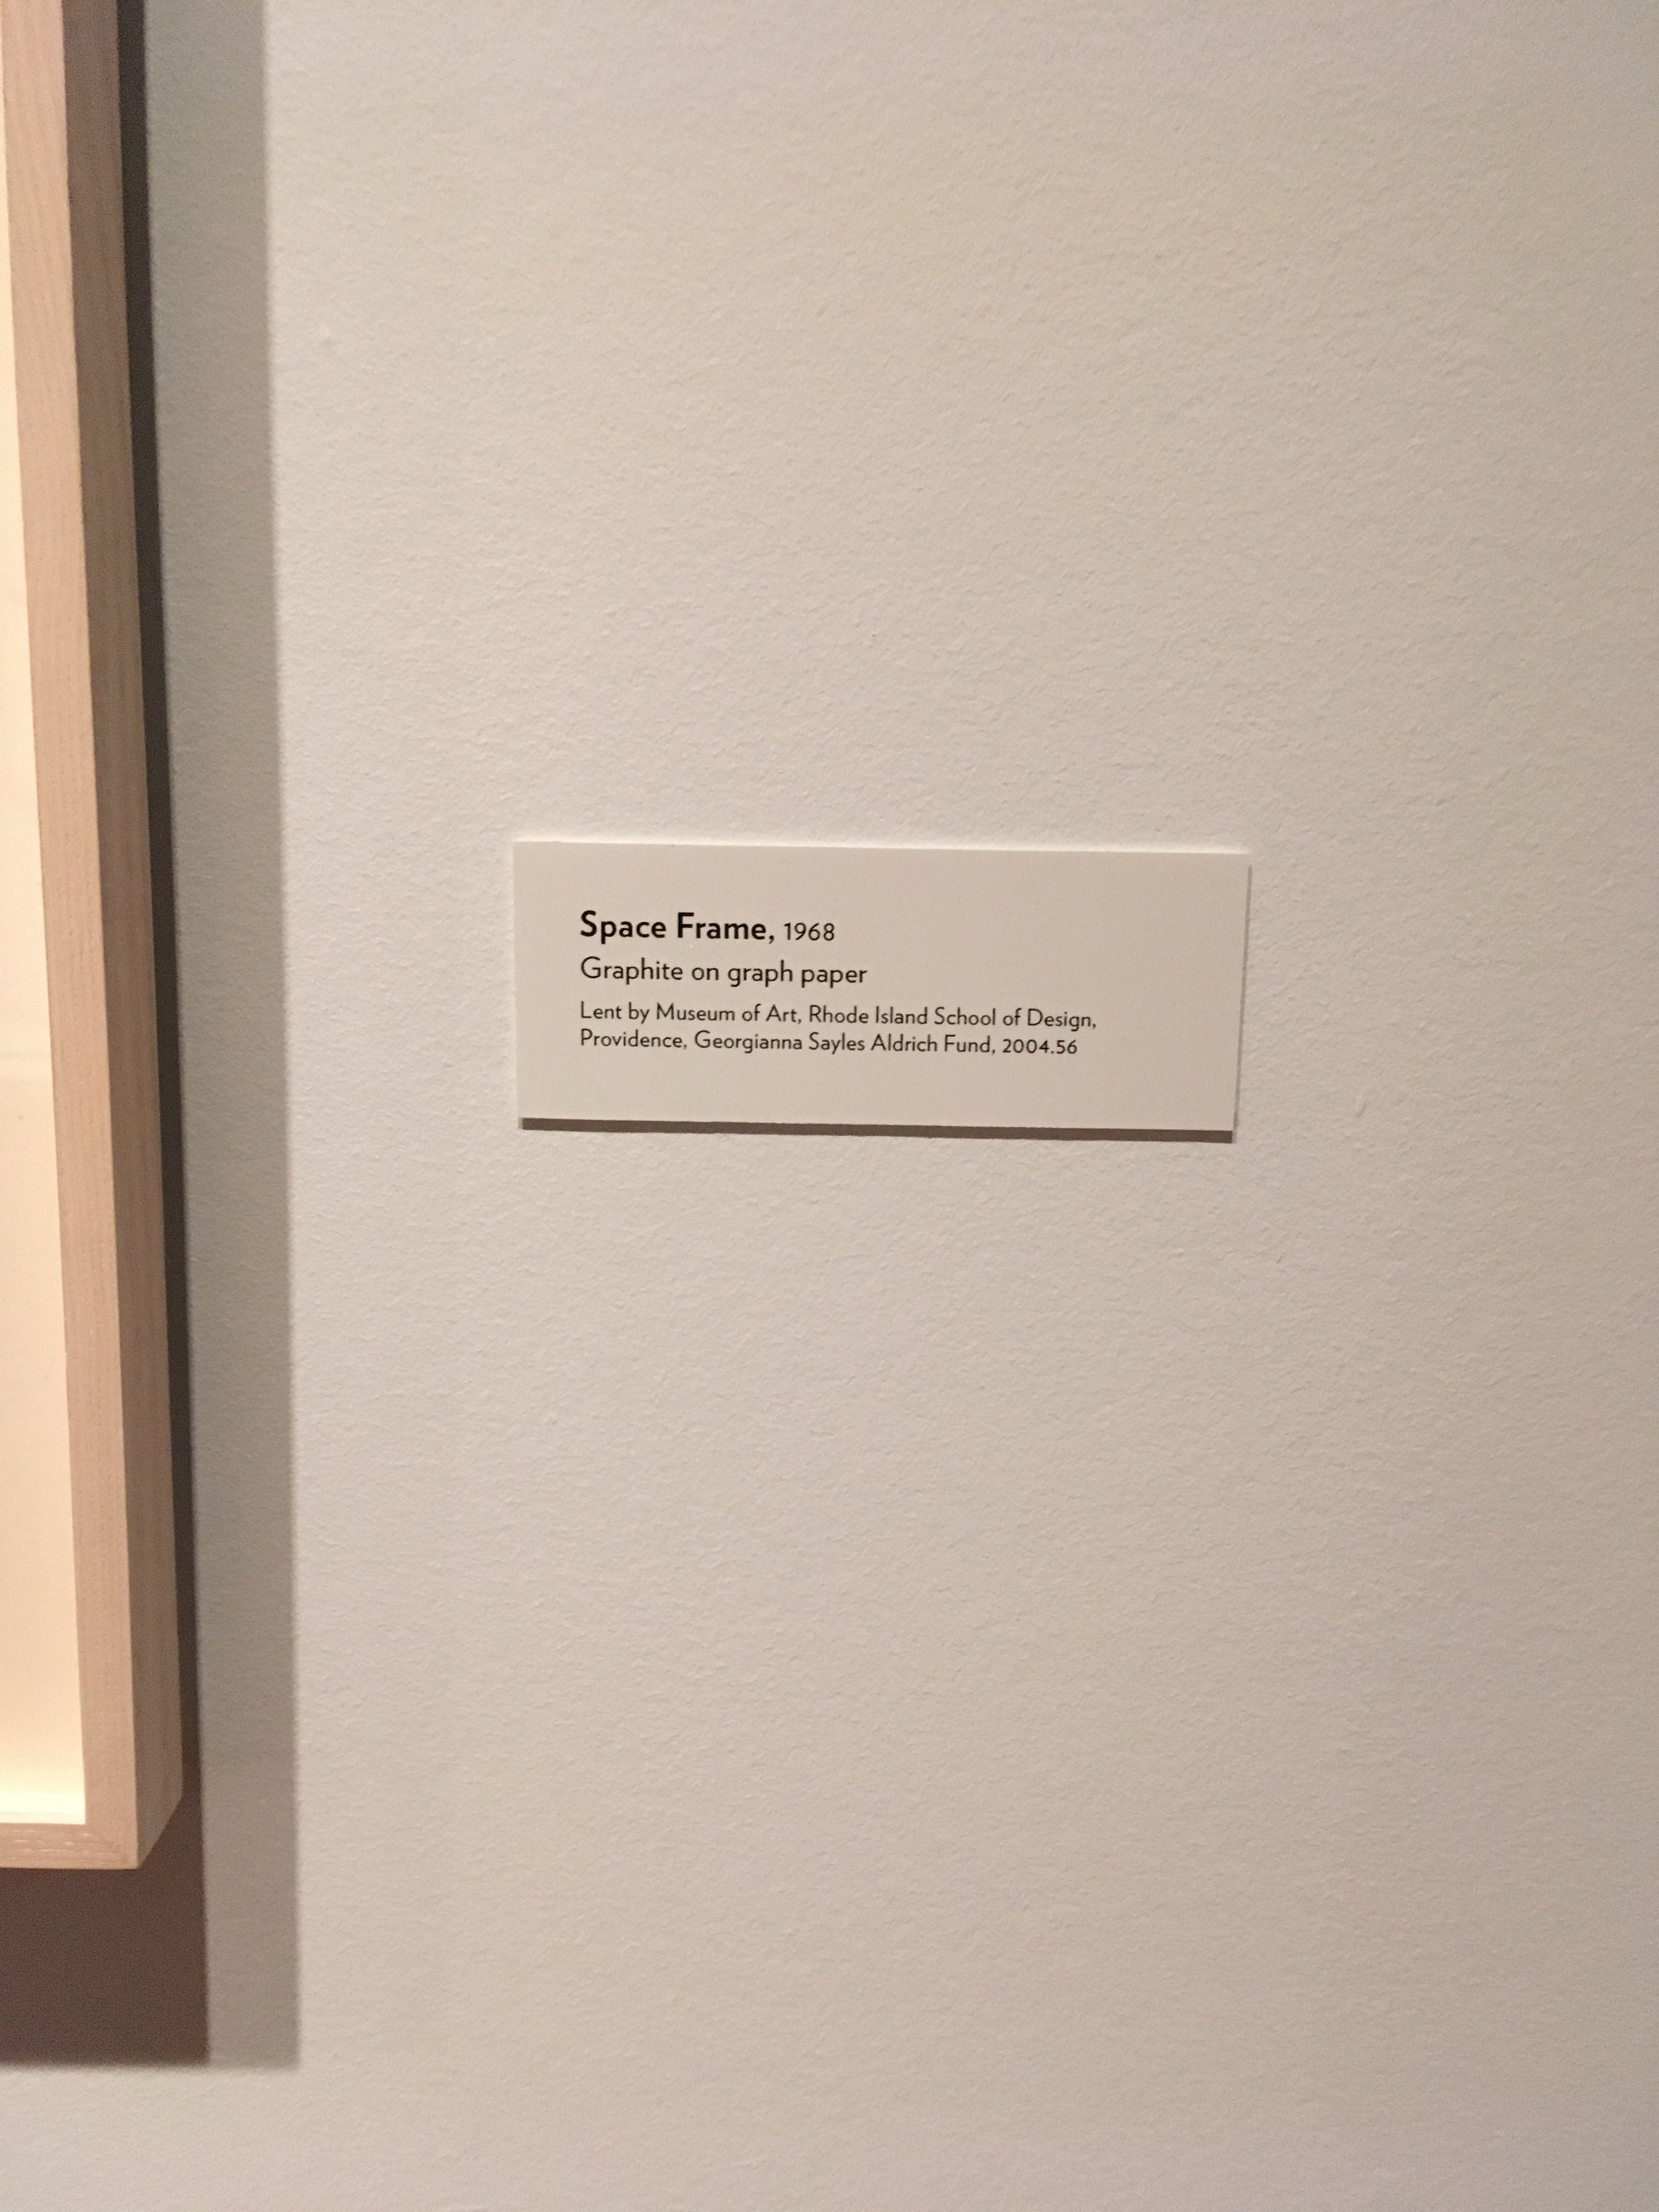 Space Frame, 1968
Graphite on graph paper
Lent by Museum of Art, Rhode Island School of Design,
Providence, Georgianna Sayles Aldrich Fund, 2004.56